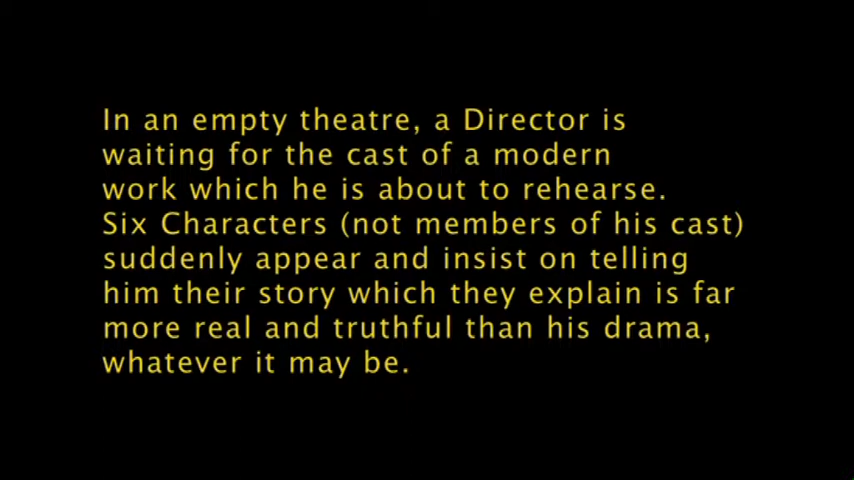 In an empty theatre, a Director is
waiting for the cast of a modern
work which he is about to rehearse.
Six Characters (not members of his cast)
suddenly appear and insist on telling
him their story which they explain is far
more real and truthful than his drama,
whatever it may be.